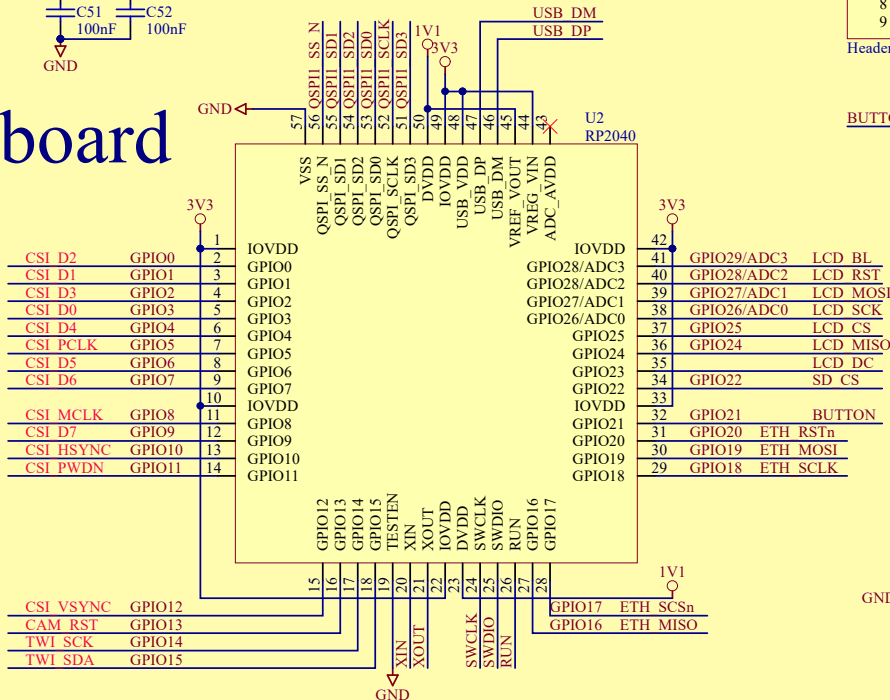 C51
100nF
C52
100nF
GND
board
GND
QSPI1_SS_N
QSPI1_SD1
QSPI1_SD2
QSPI1_SD0
QSPI1_SCLK
QSPI1_SD3
1V1
3V3
USB_DM
USB_DP
8
9
Header
BUTTO
U2
RP2040
57
56
55
54
53
52
51
50
49
48
47
46
45
44
43
VSS
QSPI_SS_N
QSPI_SD1
QSPI_SD2
QSPI_SD0
QSPI_SCLK
QSPI_SD3
DVDD
IOVDD
USB_VDD
USB_DP
USB_DM
VREF_VOUT
VREG_VIN
ADC_AVDD
3V3
1 IOVDD
CSI_D2 GPIO0 2 GPIO0
CSI_D1 GPIO1 3 GPIO1
CSI_D3 GPIO2 4 GPIO2
CSI_D0 GPIO3 5 GPIO3
CSI_D4 GPIO4 6 GPIO4
CSI_PCLK GPIO5 7 GPIO5
CSI_D5 GPIO6 8 GPIO6
CSI_D6 GPIO7 9 GPIO7
10 IOVDD
CSI_MCLK GPIO8 11 GPIO8
CSI_D7 GPIO9 12 GPIO9
CSI_HSYNC GPIO10 13 GPIO10
CSI_PWDN GPIO11 14 GPIO11
3V3
IOVDD 42
GPIO28/ADC3 41 GPIO29/ADC3 LCD_BL
GPIO28/ADC2 40 GPIO28/ADC2 LCD_RST
GPIO27/ADC1 39 GPIO27/ADC1 LCD_MOSI
GPIO26/ADC0 38 GPIO26/ADC0 LCD_SCK
GPIO25 37 GPIO25 LCD_CS
GPIO24 36 GPIO24 LCD_MISO
GPIO23 35 LCD_DC
GPIO22 34 GPIO22 SD_CS
IOVDD 33
GPIO21 32 GPIO21 BUTTON
GPIO20 31 GPIO20 ETH_RSTn
GPIO19 30 GPIO19 ETH_MOSI
GPIO18 29 GPIO18 ETH_SCLK
GPIO12
GPIO13
GPIO14
GPIO15
TESTEN
XIN
XOUT
IOVDD
DVDD
SWCLK
SWDIO
RUN
GPIO16
GPIO17
15
16
17
18
19
20
21
22
23
24
25
26
27
28
1V1
CSI_VSYNC GPIO12
CAM_RST GPIO13
TWI_SCK GPIO14
TWI_SDA GPIO15
XIN
XOUT
SWCLK
SWDIO
RUN
GPIO17 ETH_SCSn
GPIO16 ETH_MISO
GND
GND